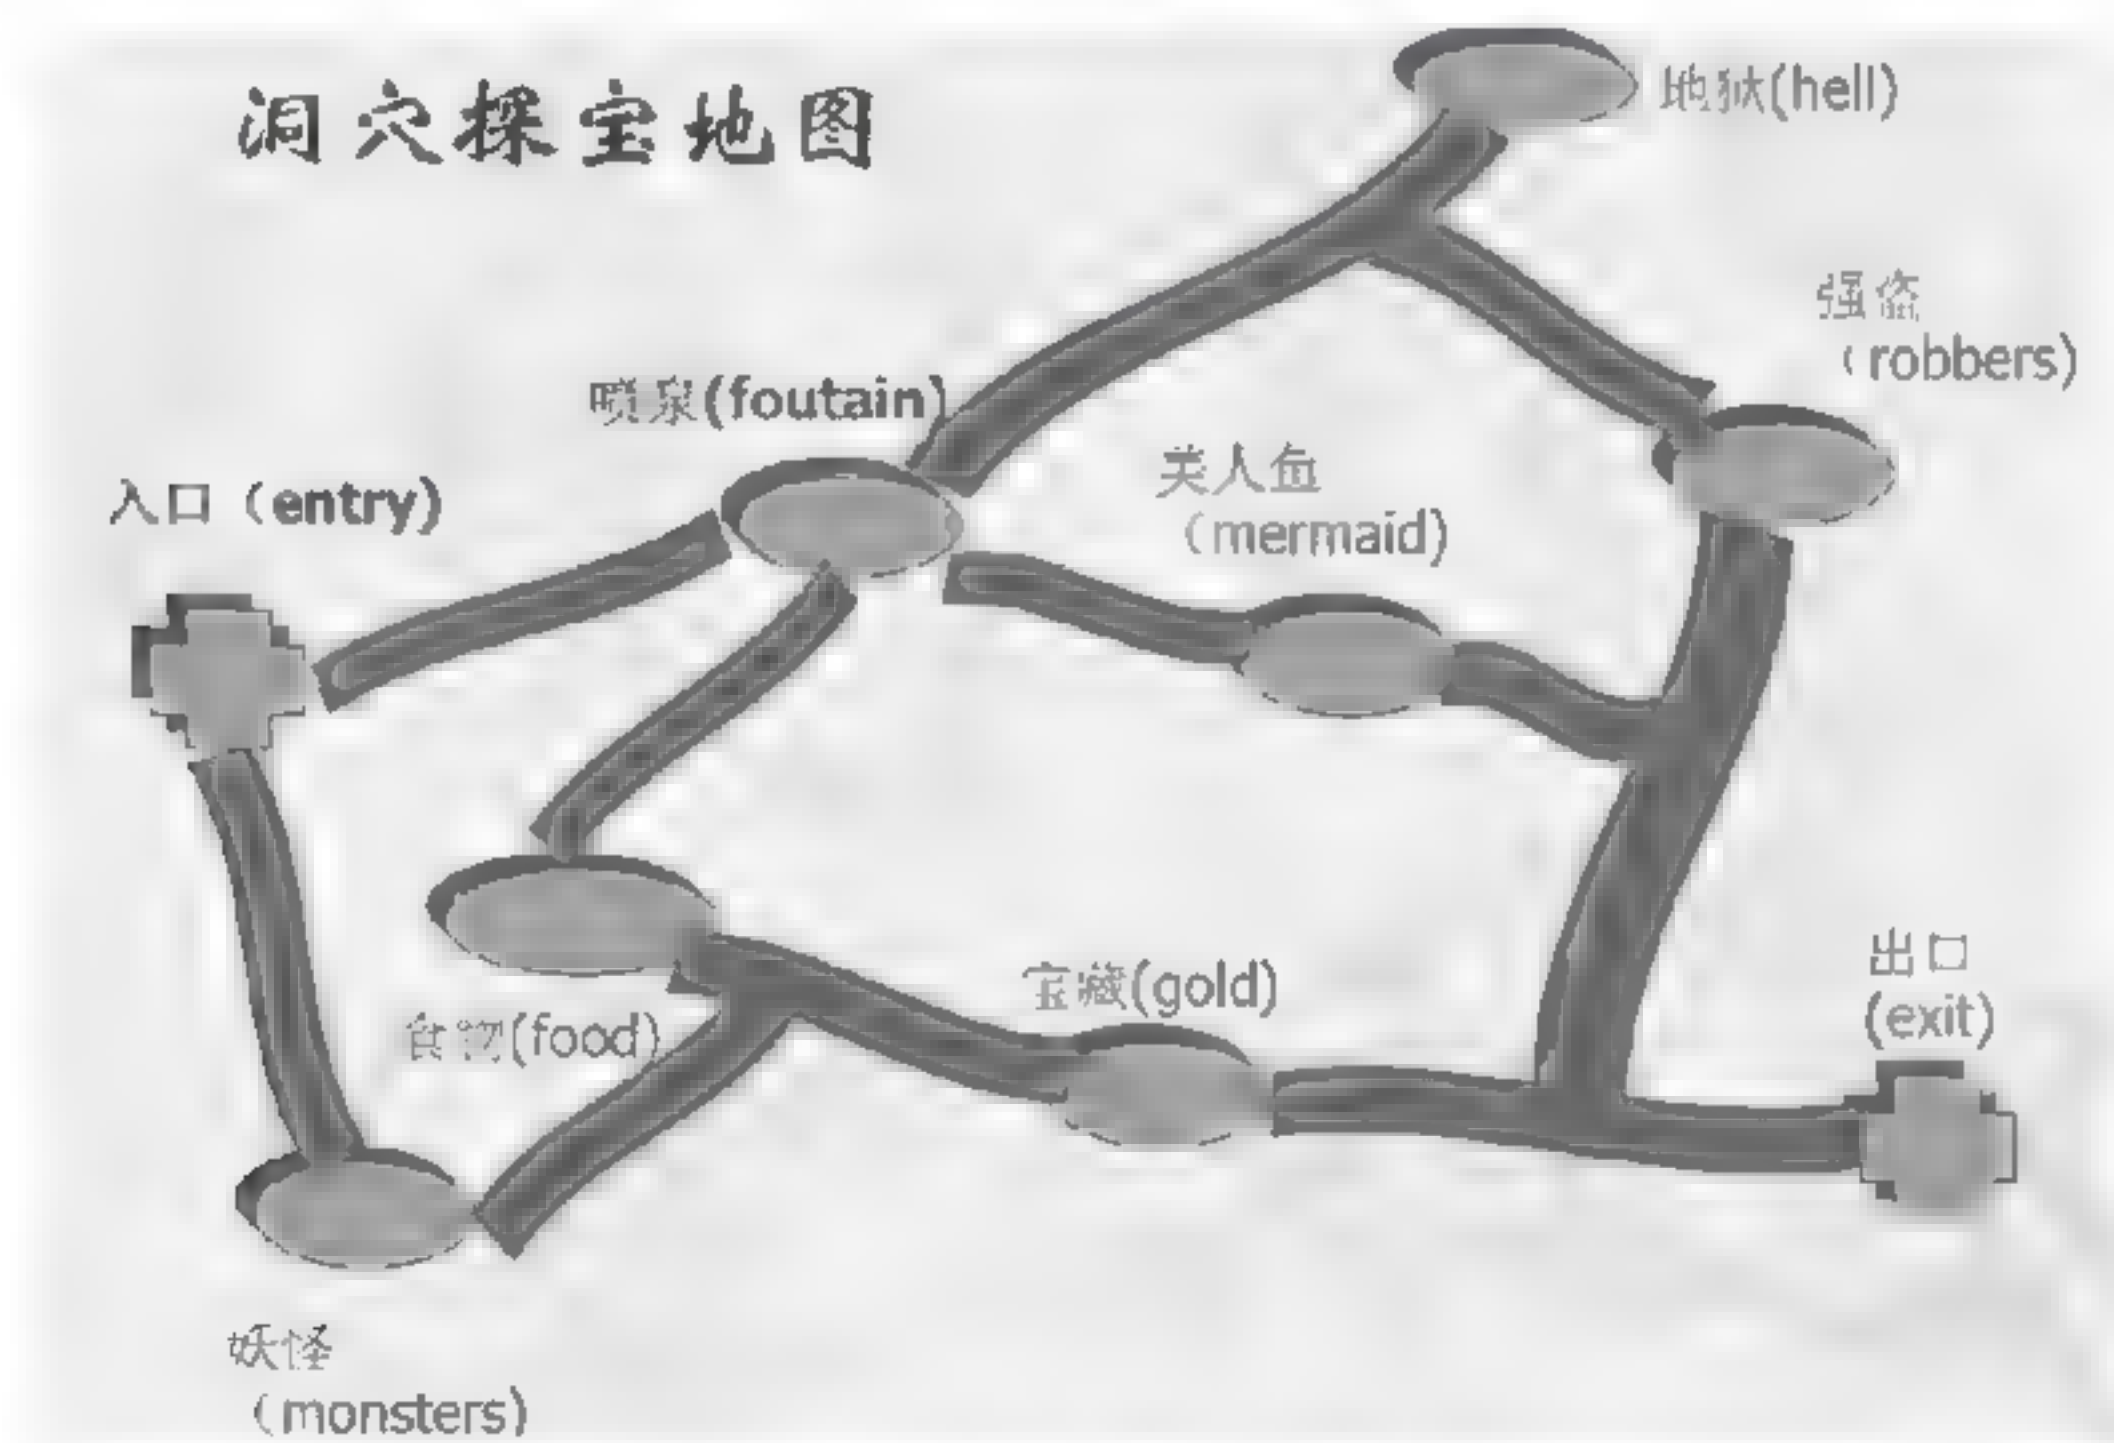 洞穴探宝地图
地狱(hell)
强盗
(robbers)
喷泉(foutain)
美人鱼
(mermaid)
入口(entry)
出口
(exit)
宝藏(gold)
食物(food)
妖怪
(monsters)